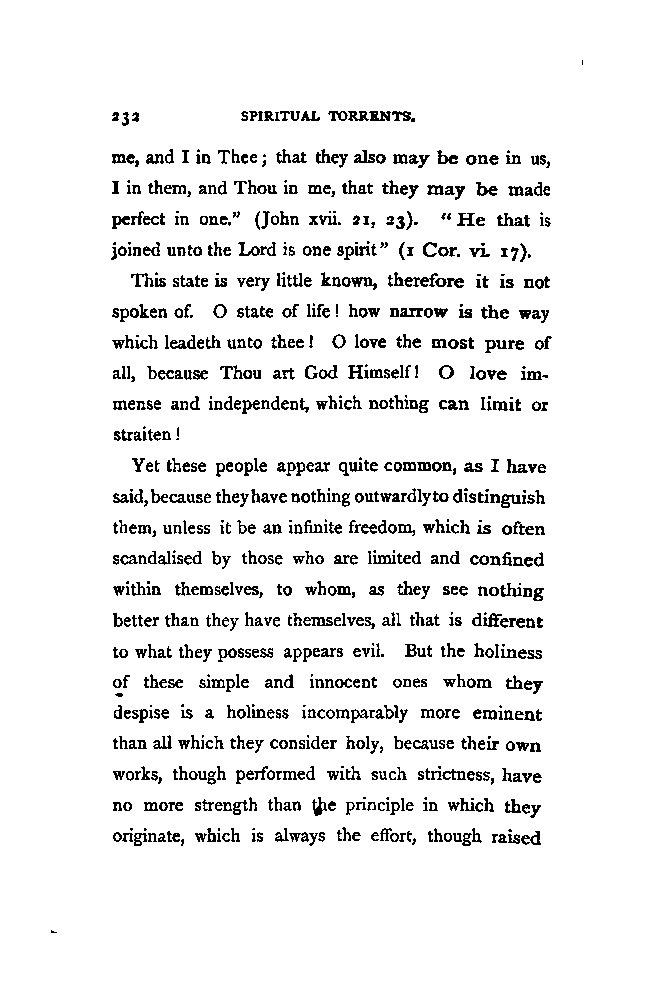 232 SPIRITUAL TORRENTS.
me, and I in Thee; that they also may be one in us,
I in them, and Thou in me, that they may be made
perfect in one." (John xvii. 21, 23). "He that is
joined unto the Lord is one spirit" (1 Cor. vi. 17).
This state is very little known, therefore it is not
spoken of. O state of life! how narrow is the way
which leadeth unto thee! O love the most pure of
all, because Thou art God Himself! O love im-
mense and independent, which nothing can limit or
straiten!
Yet these people appear quite common, as I have
said, because they have nothing outwardly to distinguish
them, unless it be an infinite freedom, which is often
scandalised by those who are limited and confined
within themselves, to whom, as they see nothing
better than they have themselves, all that is different
to what they possess appears evil. But the holiness
of these simple and innocent ones whom they
despise is a holiness incomparably more eminent
than all which they consider holy, because their own
works, though performed with such strictness, have
no more strength than the principle in which they
originate, which is always the effort, though raised